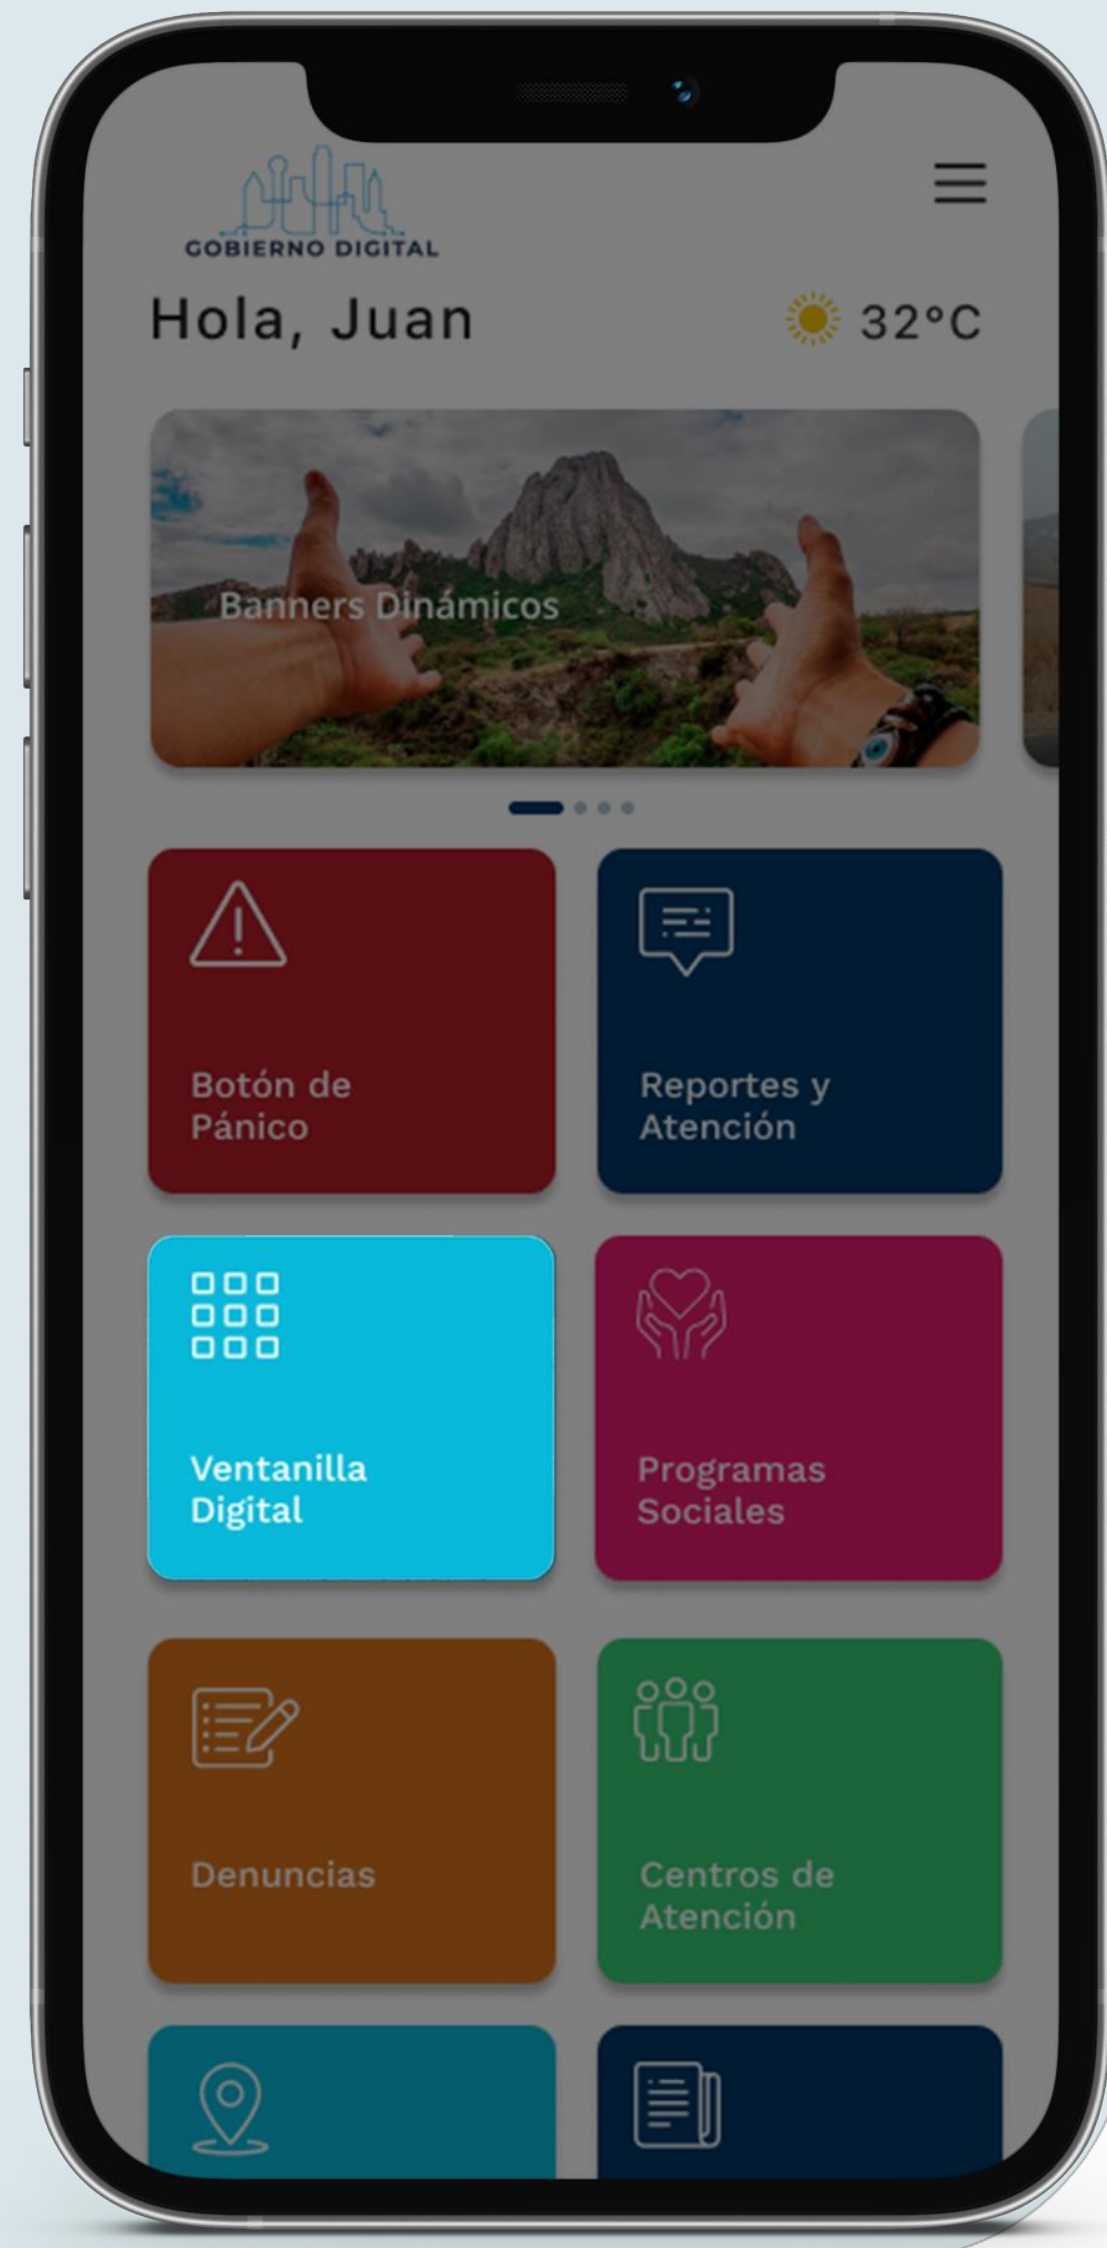 GOBIERNO DIGITAL
Hola, Juan
32°C
Banners Dinámicos
Botón de
Pánico
Reportes y
Atención
Ventanilla
Digital
Programas
Sociales
Denuncias
Centros de
Atención